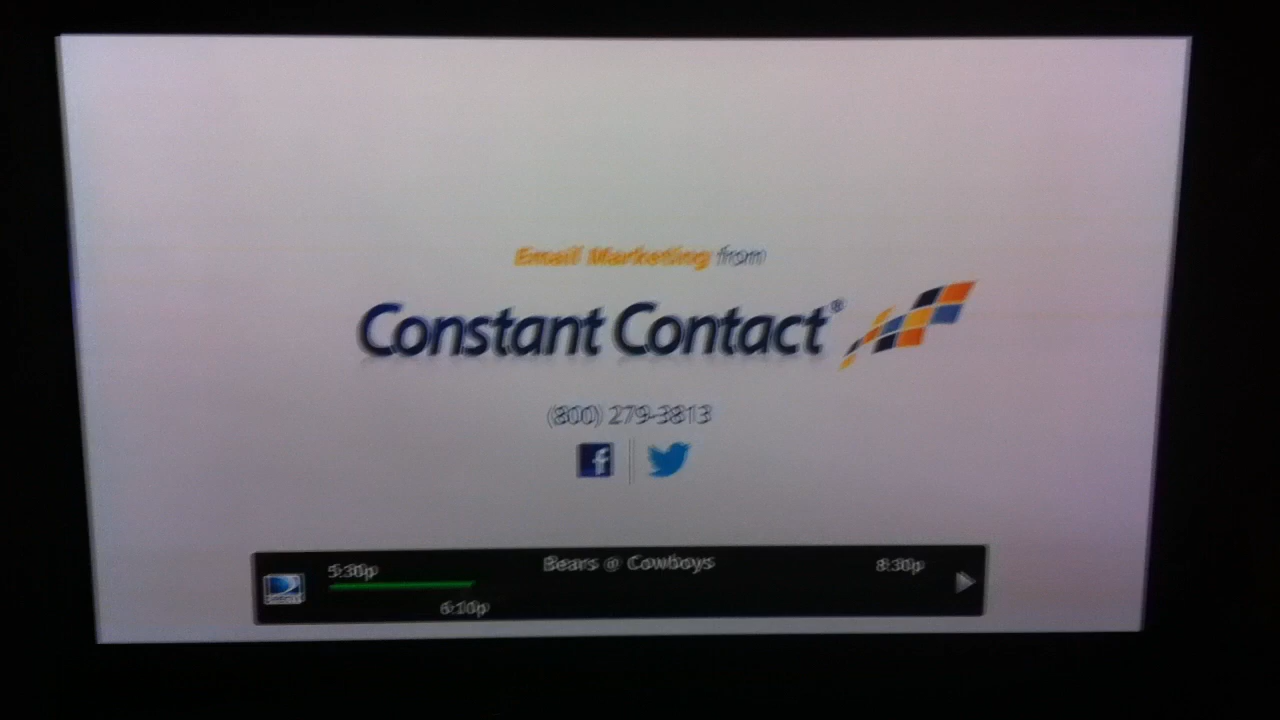 Email Marketing from
Constant Contact®
(800) 279-3813
5:30p Bears @ Cowboys 8:30p
6:10p